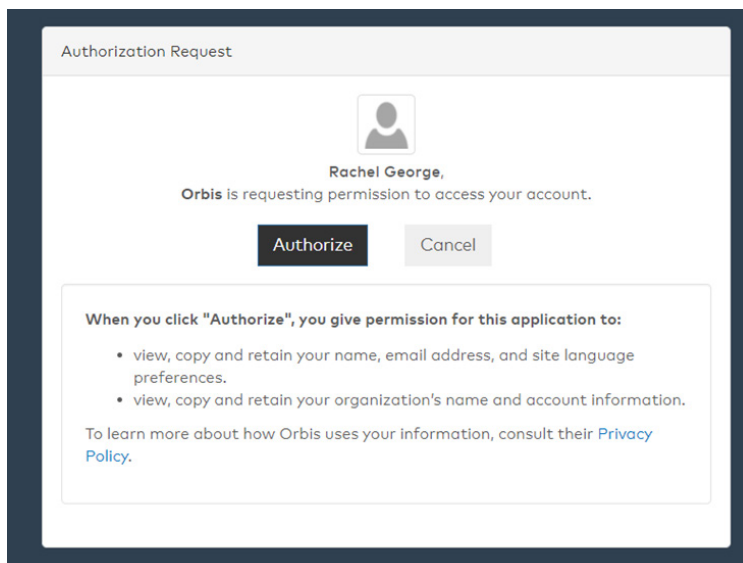 Authorization Request
Rachel George,
Orbis is requesting permission to access your account.
Authorize
Cancel
When you click "Authorize", you give permission for this application to:
• view, copy and retain your name, email address, and site language
preferences.
• view, copy and retain your organization's name and account information.
To learn more about how Orbis uses your information, consult their Privacy
Policy.